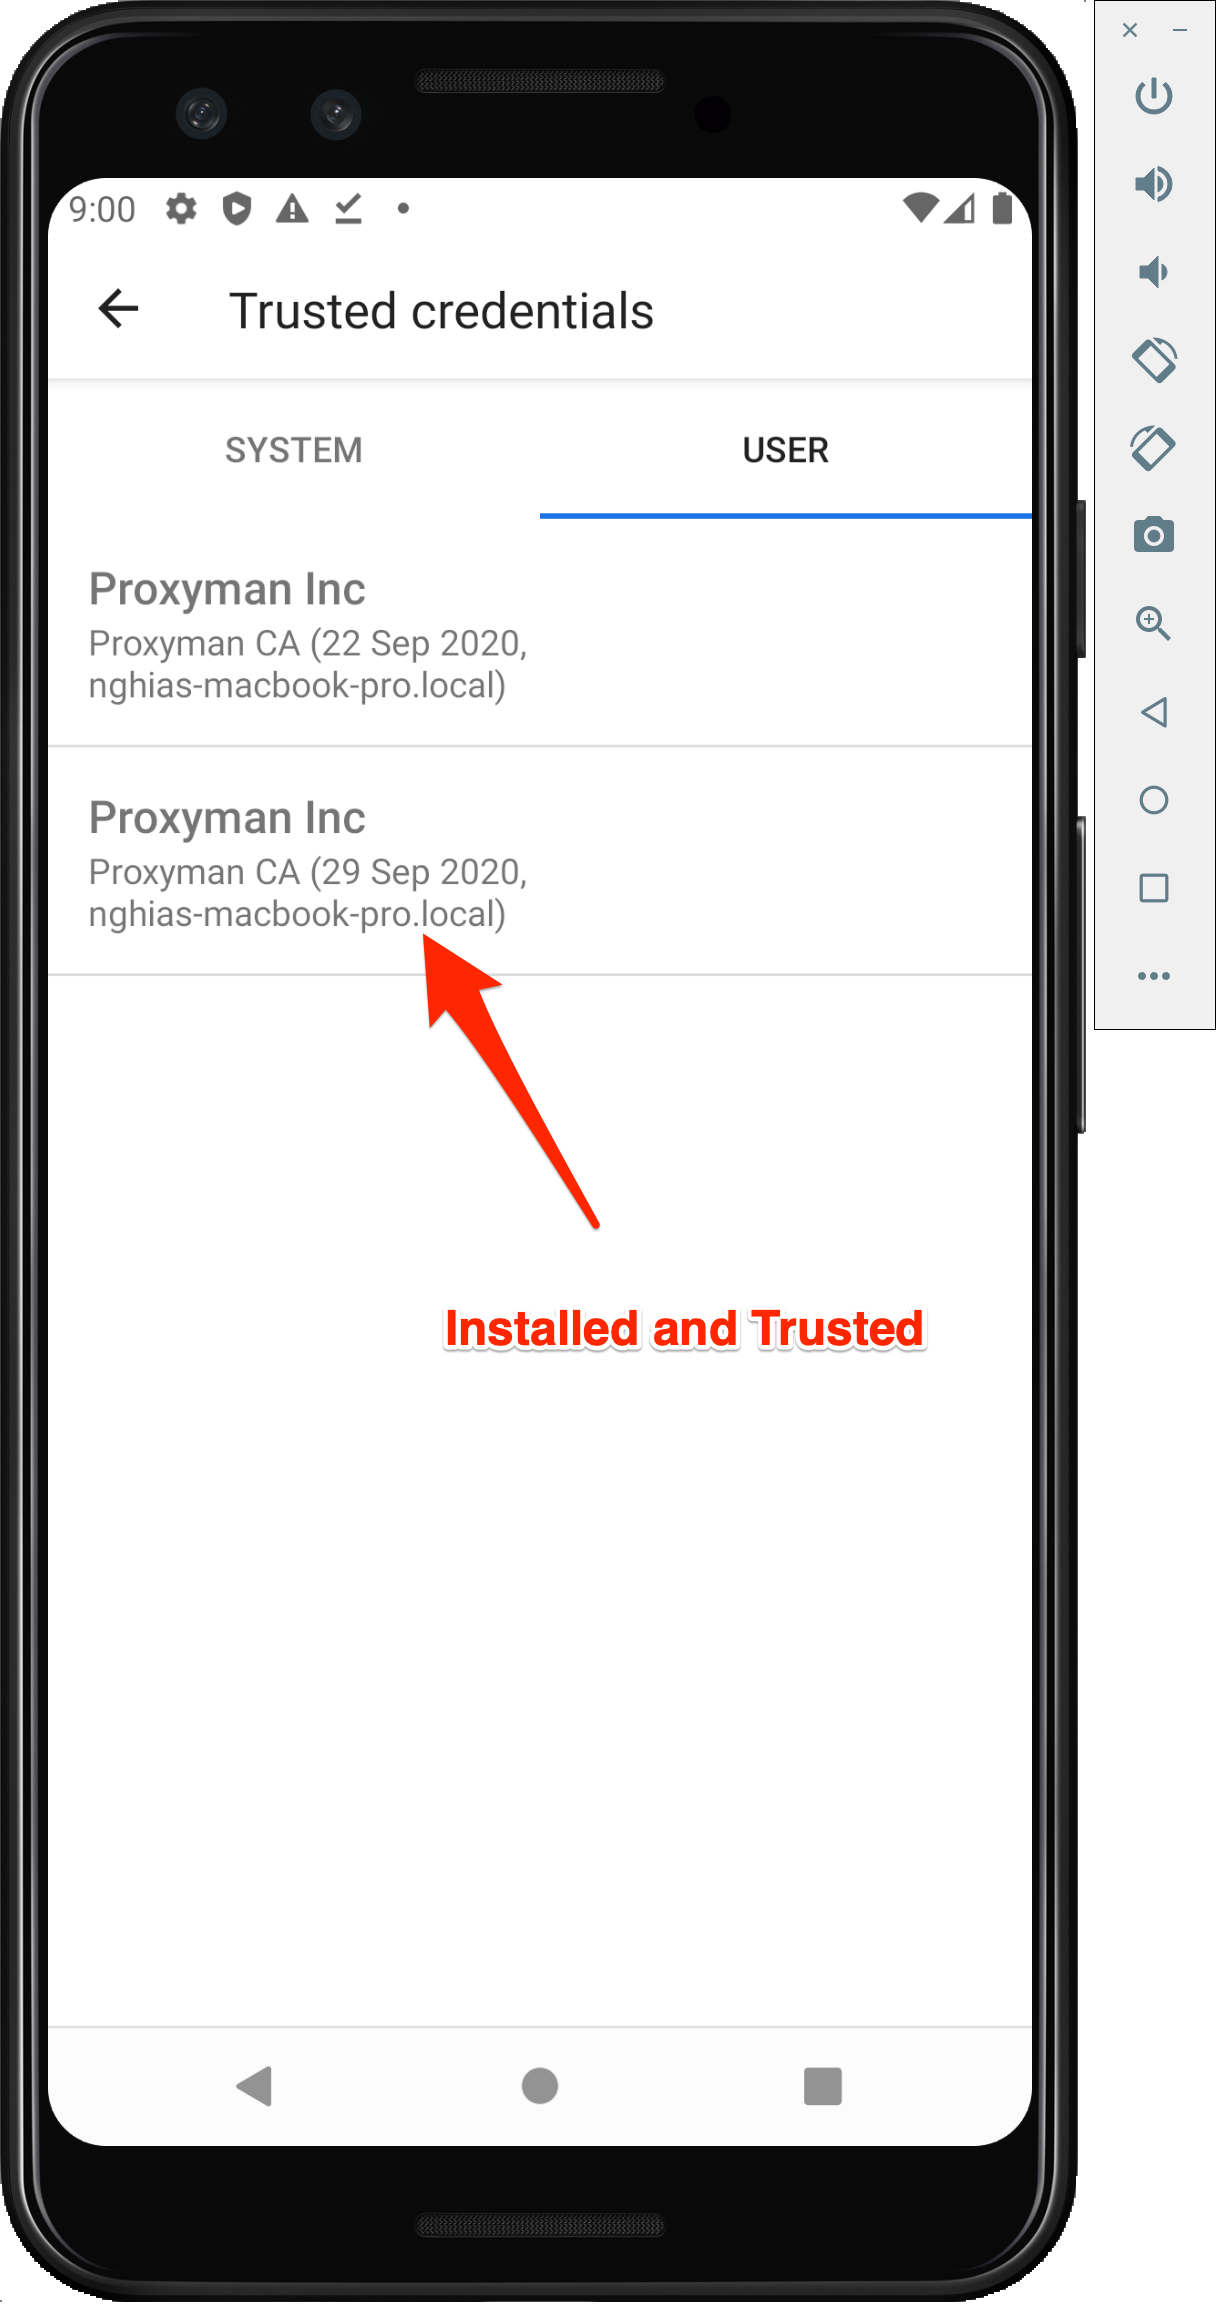 9:00
Trusted credentials
SYSTEM
USER
Proxyman Inc
Proxyman CA (22 Sep 2020,
nghias-macbook-pro.local)
Proxyman Inc
Proxyman CA (29 Sep 2020,
nghias-macbook-pro.local)
Installed and Trusted